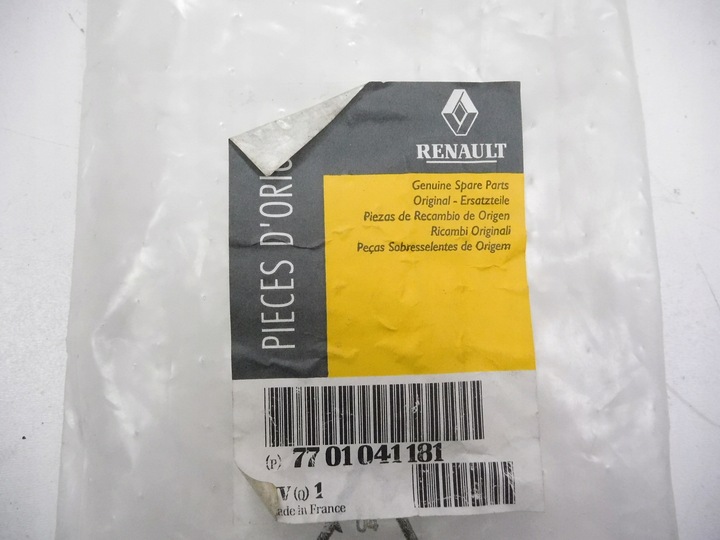 RENAULT
Genuine Spare Parts
Original - Ersatzteile
Piezas de Recambio de Origen
Ricambi Originali
Peças Sobresselentes de Origem
PIECES D'ORIG
(P) 77 01 041 181
V (Q) 1
ade in France